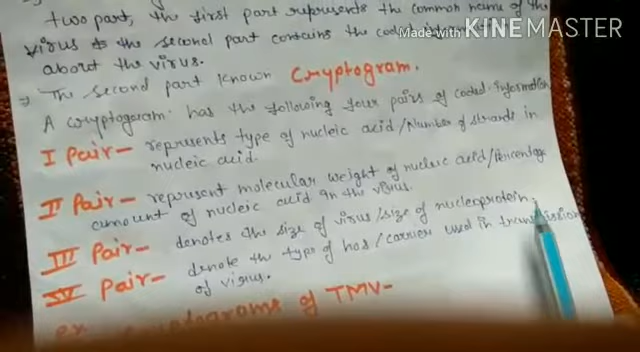 two part, the first part represents the common name of the
virus & the second part contains the coded information
about the virus.
Made with KINEMASTER
→ The second part known Cryptogram.
A cryptogram has the following four pairs of coded information
I Pair- represents type of nucleic acid/Number of strands in
nucleic acid.
II Pair- represent molecular weight of nucleic acid/Percentage
amount of nucleic acid in the virus.
III Pair- denotes the size of virus/size of nucleoprotein.
IV Pair- denote the type of hos/carrier used in transmission
of virus.
of TMV-